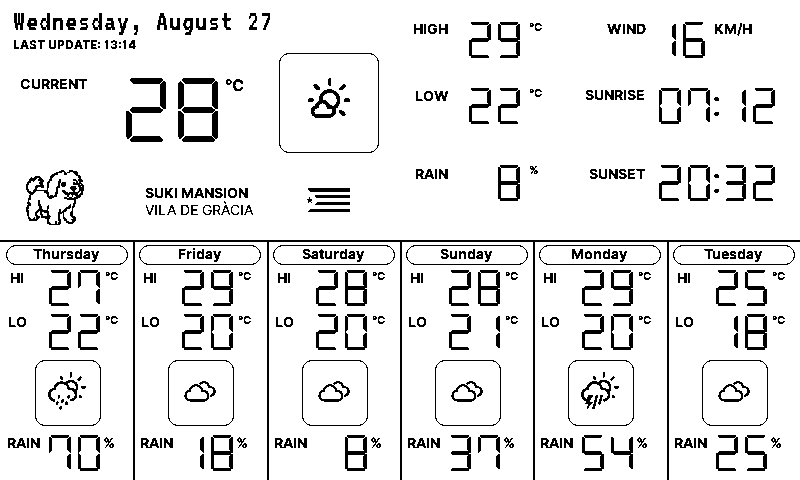 Wednesday, August 27
LAST UPDATE: 13:14
CURRENT 28 °C
SUKI MANSION
VILA DE GRÀCIA
HIGH 29 °C
LOW 22 °C
RAIN 8 %
WIND 16 KM/H
SUNRISE 07:12
SUNSET 20:32
Thursday
HI 27 °C
LO 22 °C
RAIN 70 %
Friday
HI 29 °C
LO 20 °C
RAIN 18 %
Saturday
HI 28 °C
LO 20 °C
RAIN 8 %
Sunday
HI 28 °C
LO 21 °C
RAIN 37 %
Monday
HI 29 °C
LO 20 °C
RAIN 54 %
Tuesday
HI 25 °C
LO 18 °C
RAIN 25 %